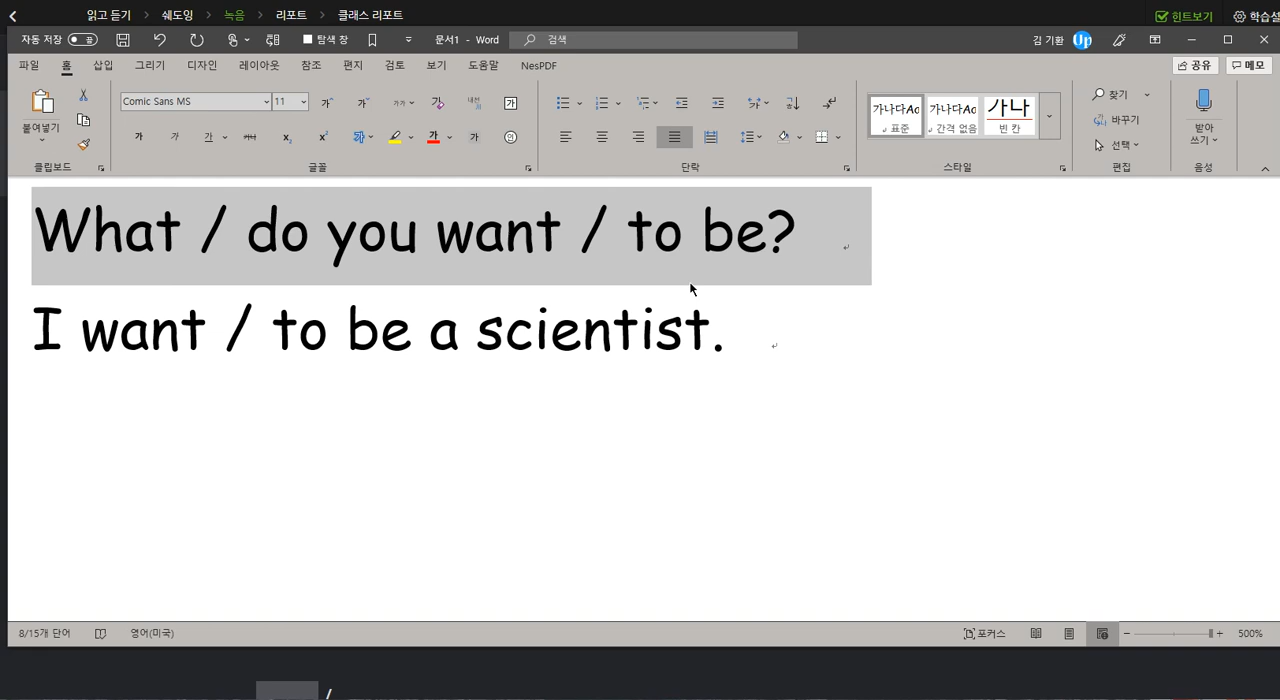 읽고 듣기 > 쉐도잉 > 녹음 > 리포트 > 클래스 리포트 힌트보기 학습설
자동 저장 문서1 - Word 검색 김 기환 Up
탐색 창
파일 홈 삽입 그리기 디자인 레이아웃 참조 편지 검토 보기 도움말 NesPDF 공유 메모
붙여넣기 Comic Sans MS 11 가나다Aa 가나다Aa 가나 찾기 받아쓰기
표준 간격 없음 빈 칸 바꾸기
선택
클립보드 글꼴 단락 스타일 편집 음성
What / do you want / to be?
I want / to be a scientist.
8/15개 단어 영어(미국) 포커스 500%
/